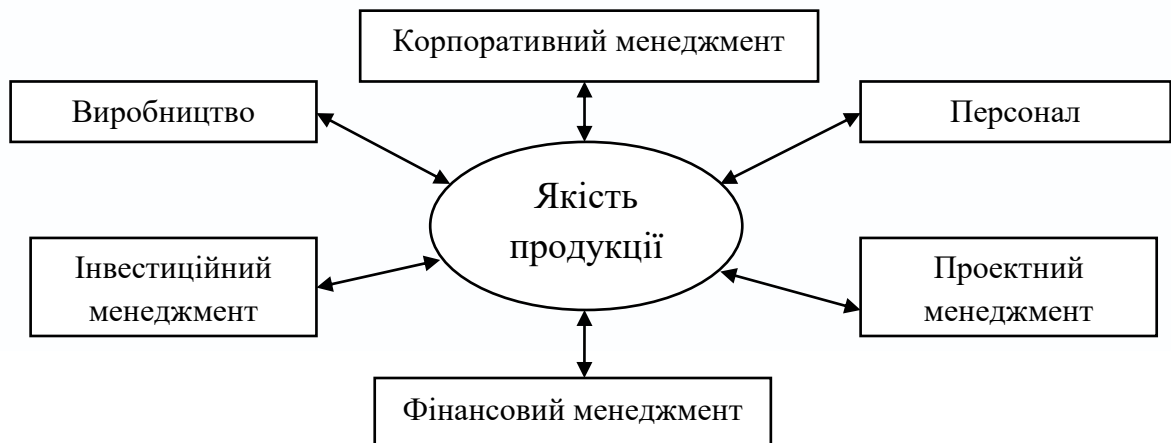 Корпоративний менеджмент
Виробництво
Персонал
Якість
продукції
Інвестиційний
менеджмент
Проектний
менеджмент
Фінансовий менеджмент